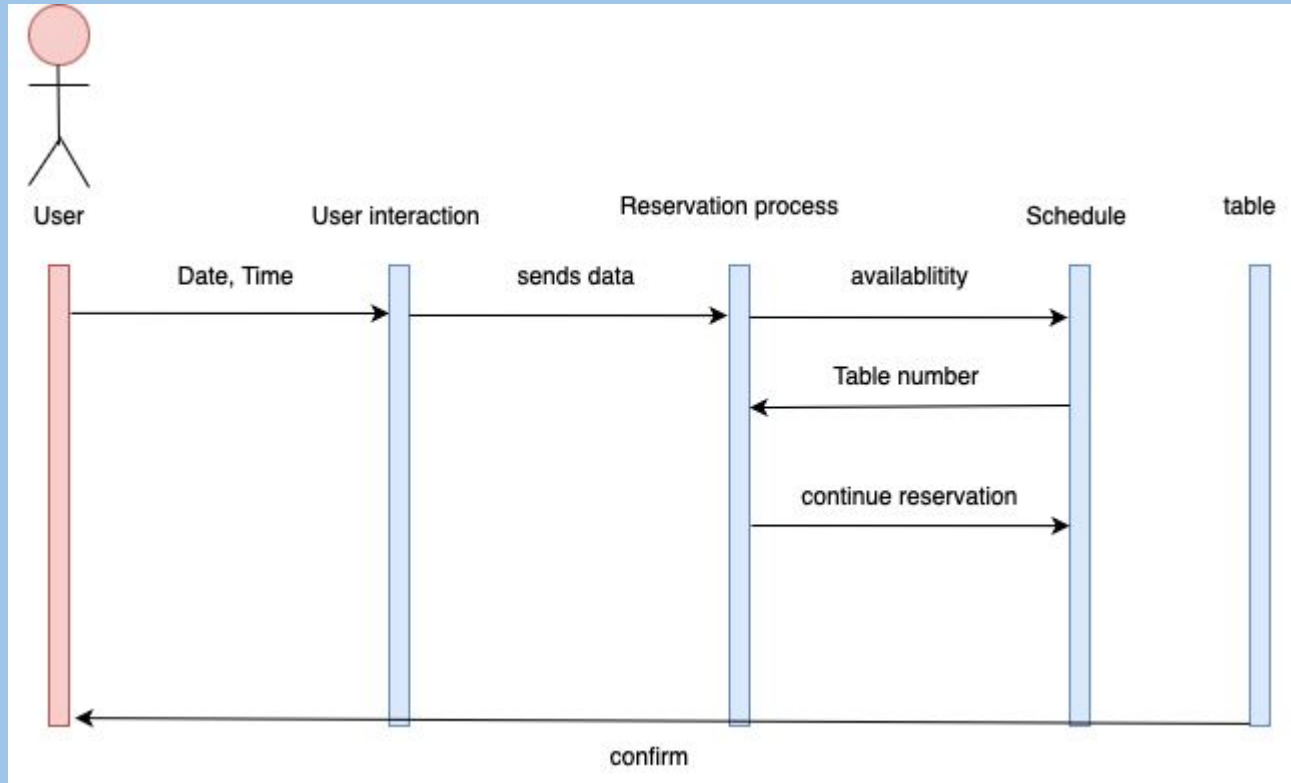 User
User interaction
Reservation process
Schedule
table
Date, Time
sends data
availablitity
Table number
continue reservation
confirm